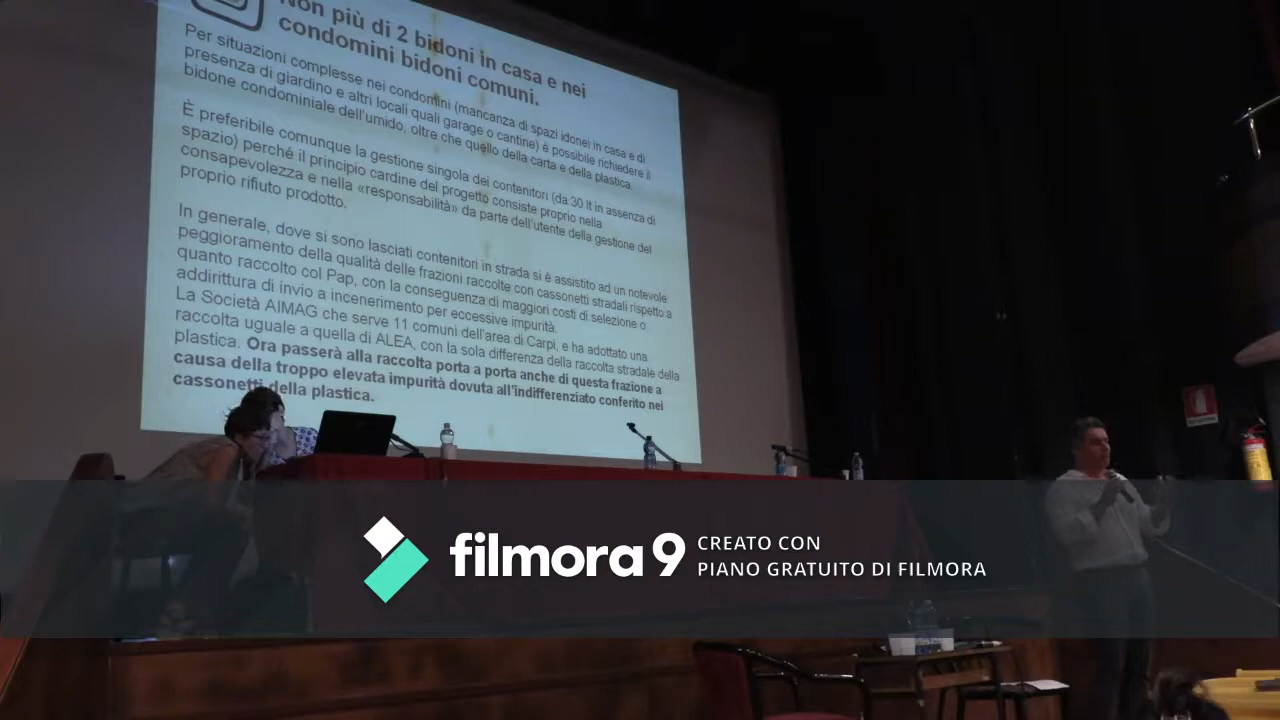 Non più di 2 bidoni in casa e nei
condomini bidoni comuni.
Per situazioni complesse nei condomini (mancanza di spazi idonei in casa e di
presenza di giardino e altri locali quali garage o cantine) è possibile richiedere il
bidone condominiale dell'umido, oltre che quello della carta e della plastica.
È preferibile comunque la gestione singola dei contenitori (da 30 lt in assenza di
spazio) perché il principio cardine del progetto consiste proprio nella
consapevolezza e nella «responsabilità» da parte dell'utente della gestione del
proprio rifiuto prodotto.
In generale, dove si sono lasciati contenitori in strada si è assistito ad un notevole
peggioramento della qualità delle frazioni raccolte con cassonetti stradali rispetto a
quanto raccolto col Pap, con la conseguenza di maggiori costi di selezione o
addirittura di invio a incenerimento per eccessive impurità.
La Società AIMAG che serve 11 comuni dell'area di Carpi, e ha adottato una
raccolta uguale a quella di ALEA, con la sola differenza della raccolta stradale della
plastica. Ora passerà alla raccolta porta a porta anche di questa frazione a
causa della troppo elevata impurità dovuta all'indifferenziato conferito nei
cassonetti della plastica.
filmora 9
CREATO CON
PIANO GRATUITO DI FILMORA